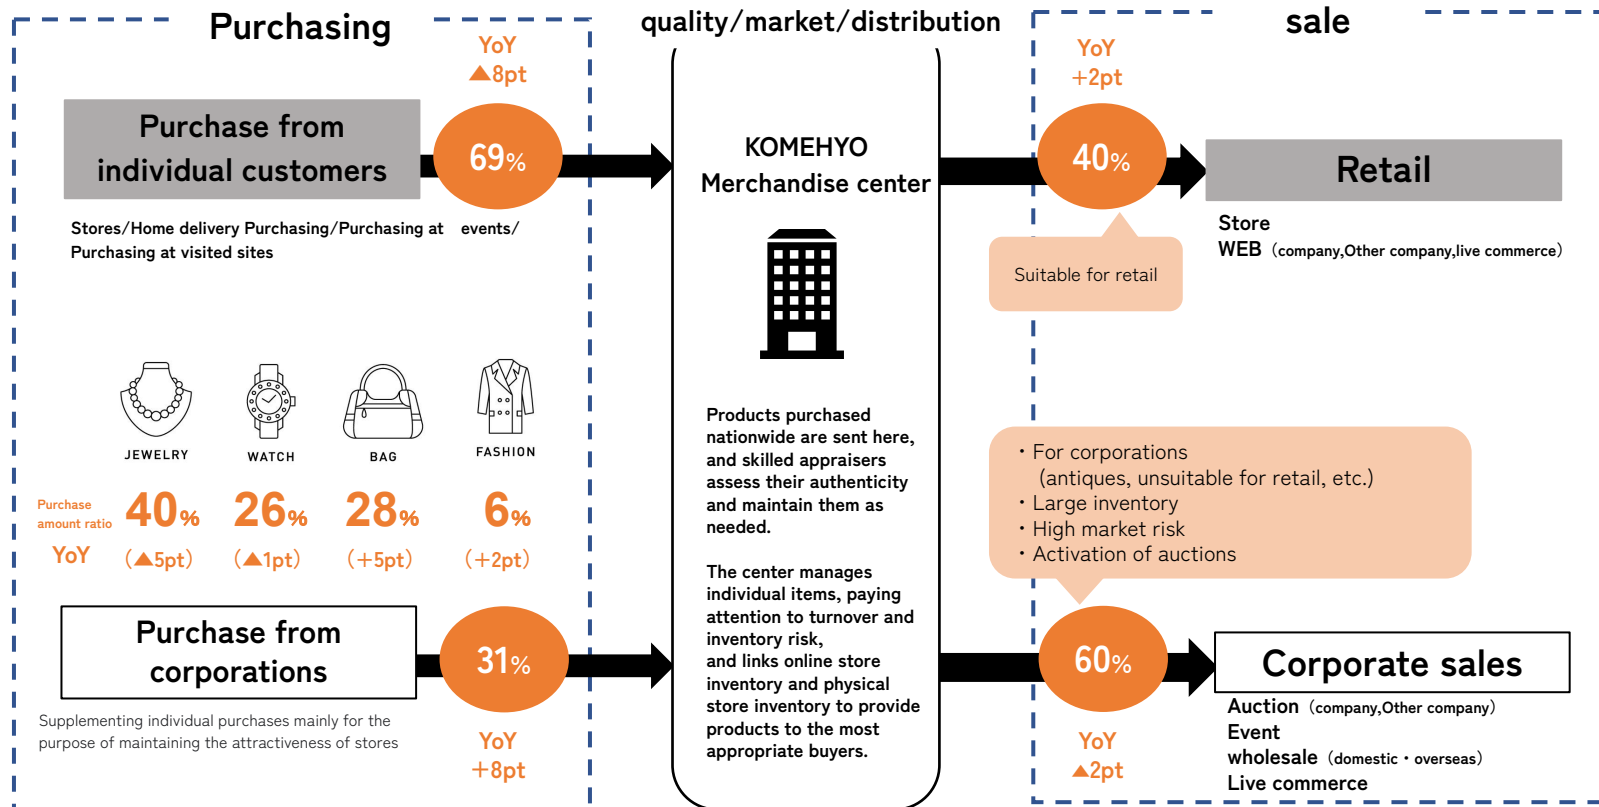 Purchasing
YoY
▲8pt
Purchase from
individual customers
69%
Stores/Home delivery Purchasing/Purchasing at events/
Purchasing at visited sites
JEWELRY
WATCH
BAG
FASHION
Purchase
amount ratio
40%
26%
28%
6%
YoY
(▲5pt)
(▲1pt)
(+5pt)
(+2pt)
Purchase from
corporations
31%
Supplementing individual purchases mainly for the
purpose of maintaining the attractiveness of stores
YoY
+8pt
quality/market/distribution
KOMEHYO
Merchandise center
Products purchased
nationwide are sent here,
and skilled appraisers
assess their authenticity
and maintain them as
needed.
The center manages
individual items, paying
attention to turnover and
inventory risk,
and links online store
inventory and physical
store inventory to provide
products to the most
appropriate buyers.
sale
YoY
+2pt
40%
Retail
Suitable for retail
Store
WEB（company,Other company,live commerce）
・For corporations
(antiques, unsuitable for retail, etc.)
・Large inventory
・High market risk
・Activation of auctions
60%
Corporate sales
YoY
▲2pt
Auction（company,Other company）
Event
wholesale（domestic・overseas）
Live commerce